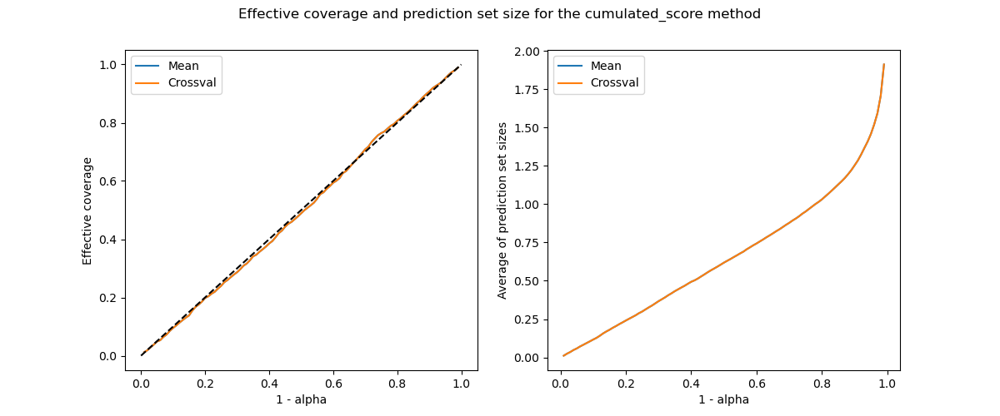 Effective coverage and prediction set size for the cumulated_score method
Mean
Crossval
1.0
0.8
0.6
0.4
0.2
0.0
Effective coverage
0.0 0.2 0.4 0.6 0.8 1.0
1 - alpha
Mean
Crossval
2.00
1.75
1.50
1.25
1.00
0.75
0.50
0.25
0.00
Average of prediction set sizes
0.0 0.2 0.4 0.6 0.8 1.0
1 - alpha